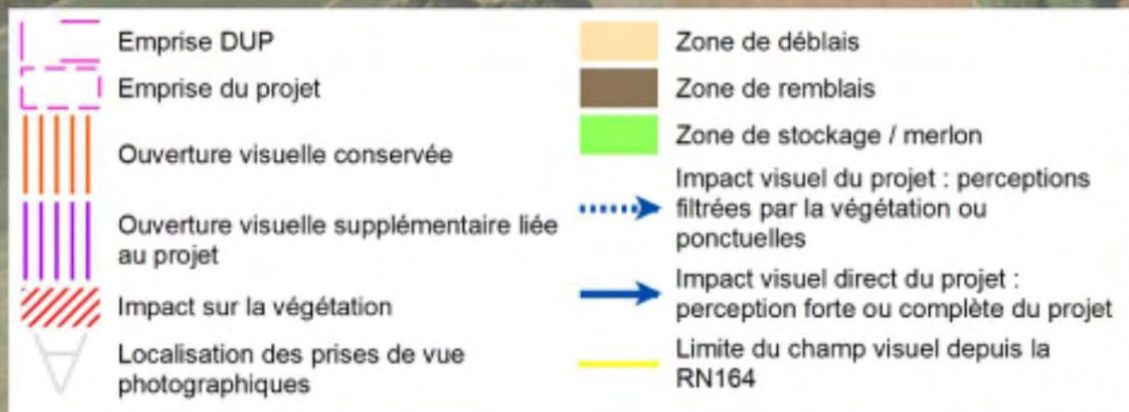 Emprise DUP
Emprise du projet
Ouverture visuelle conservée
Ouverture visuelle supplémentaire liée
au projet
Impact sur la végétation
Localisation des prises de vue
photographiques
Zone de déblais
Zone de remblais
Zone de stockage / merlon
Impact visuel du projet : perceptions
filtrées par la végétation ou
ponctuelles
Impact visuel direct du projet :
perception forte ou complète du projet
Limite du champ visuel depuis la
RN164